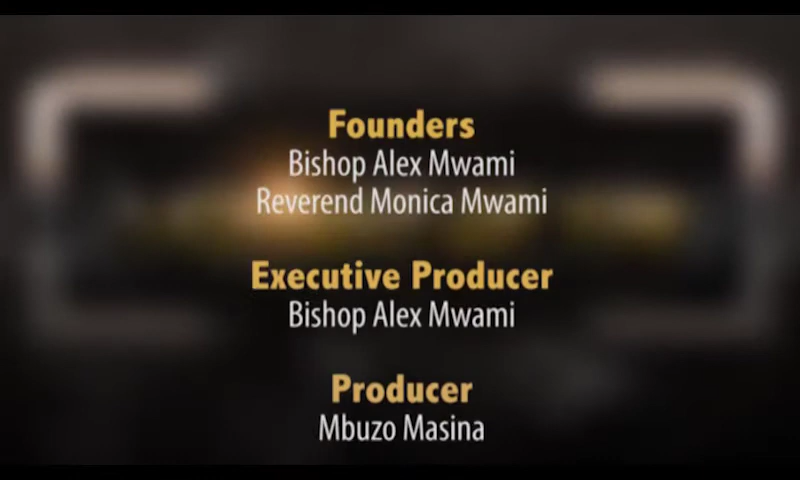 Founders
Bishop Alex Mwami
Reverend Monica Mwami
Executive Producer
Bishop Alex Mwami
Producer
Mbuzo Masina